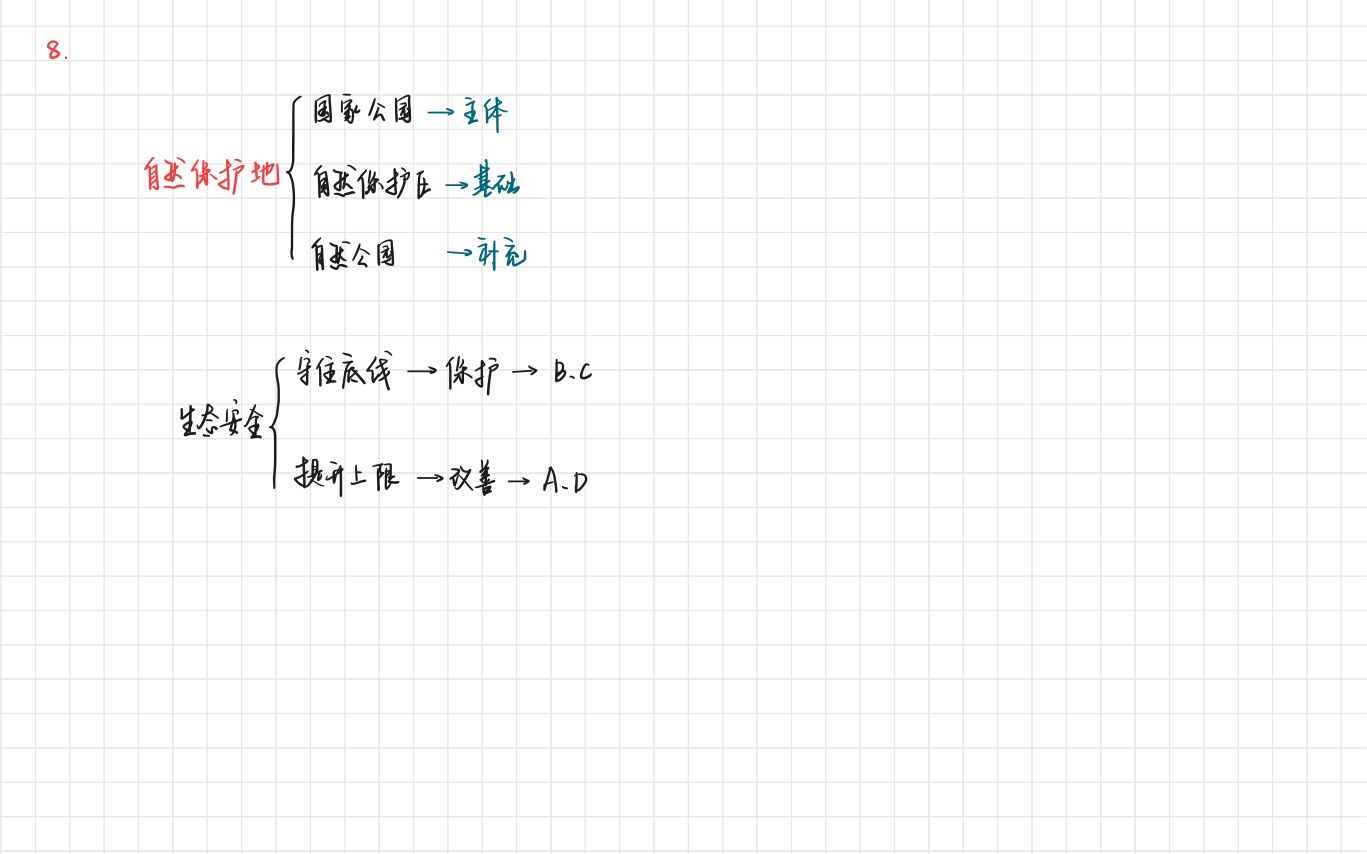 8.
国家公园 → 主体
自然保护地
自然保护区 → 基础
自然公园 → 补充
守住底线 → 保护 → B.C
生态安全
提升上限 → 改善 → A.D